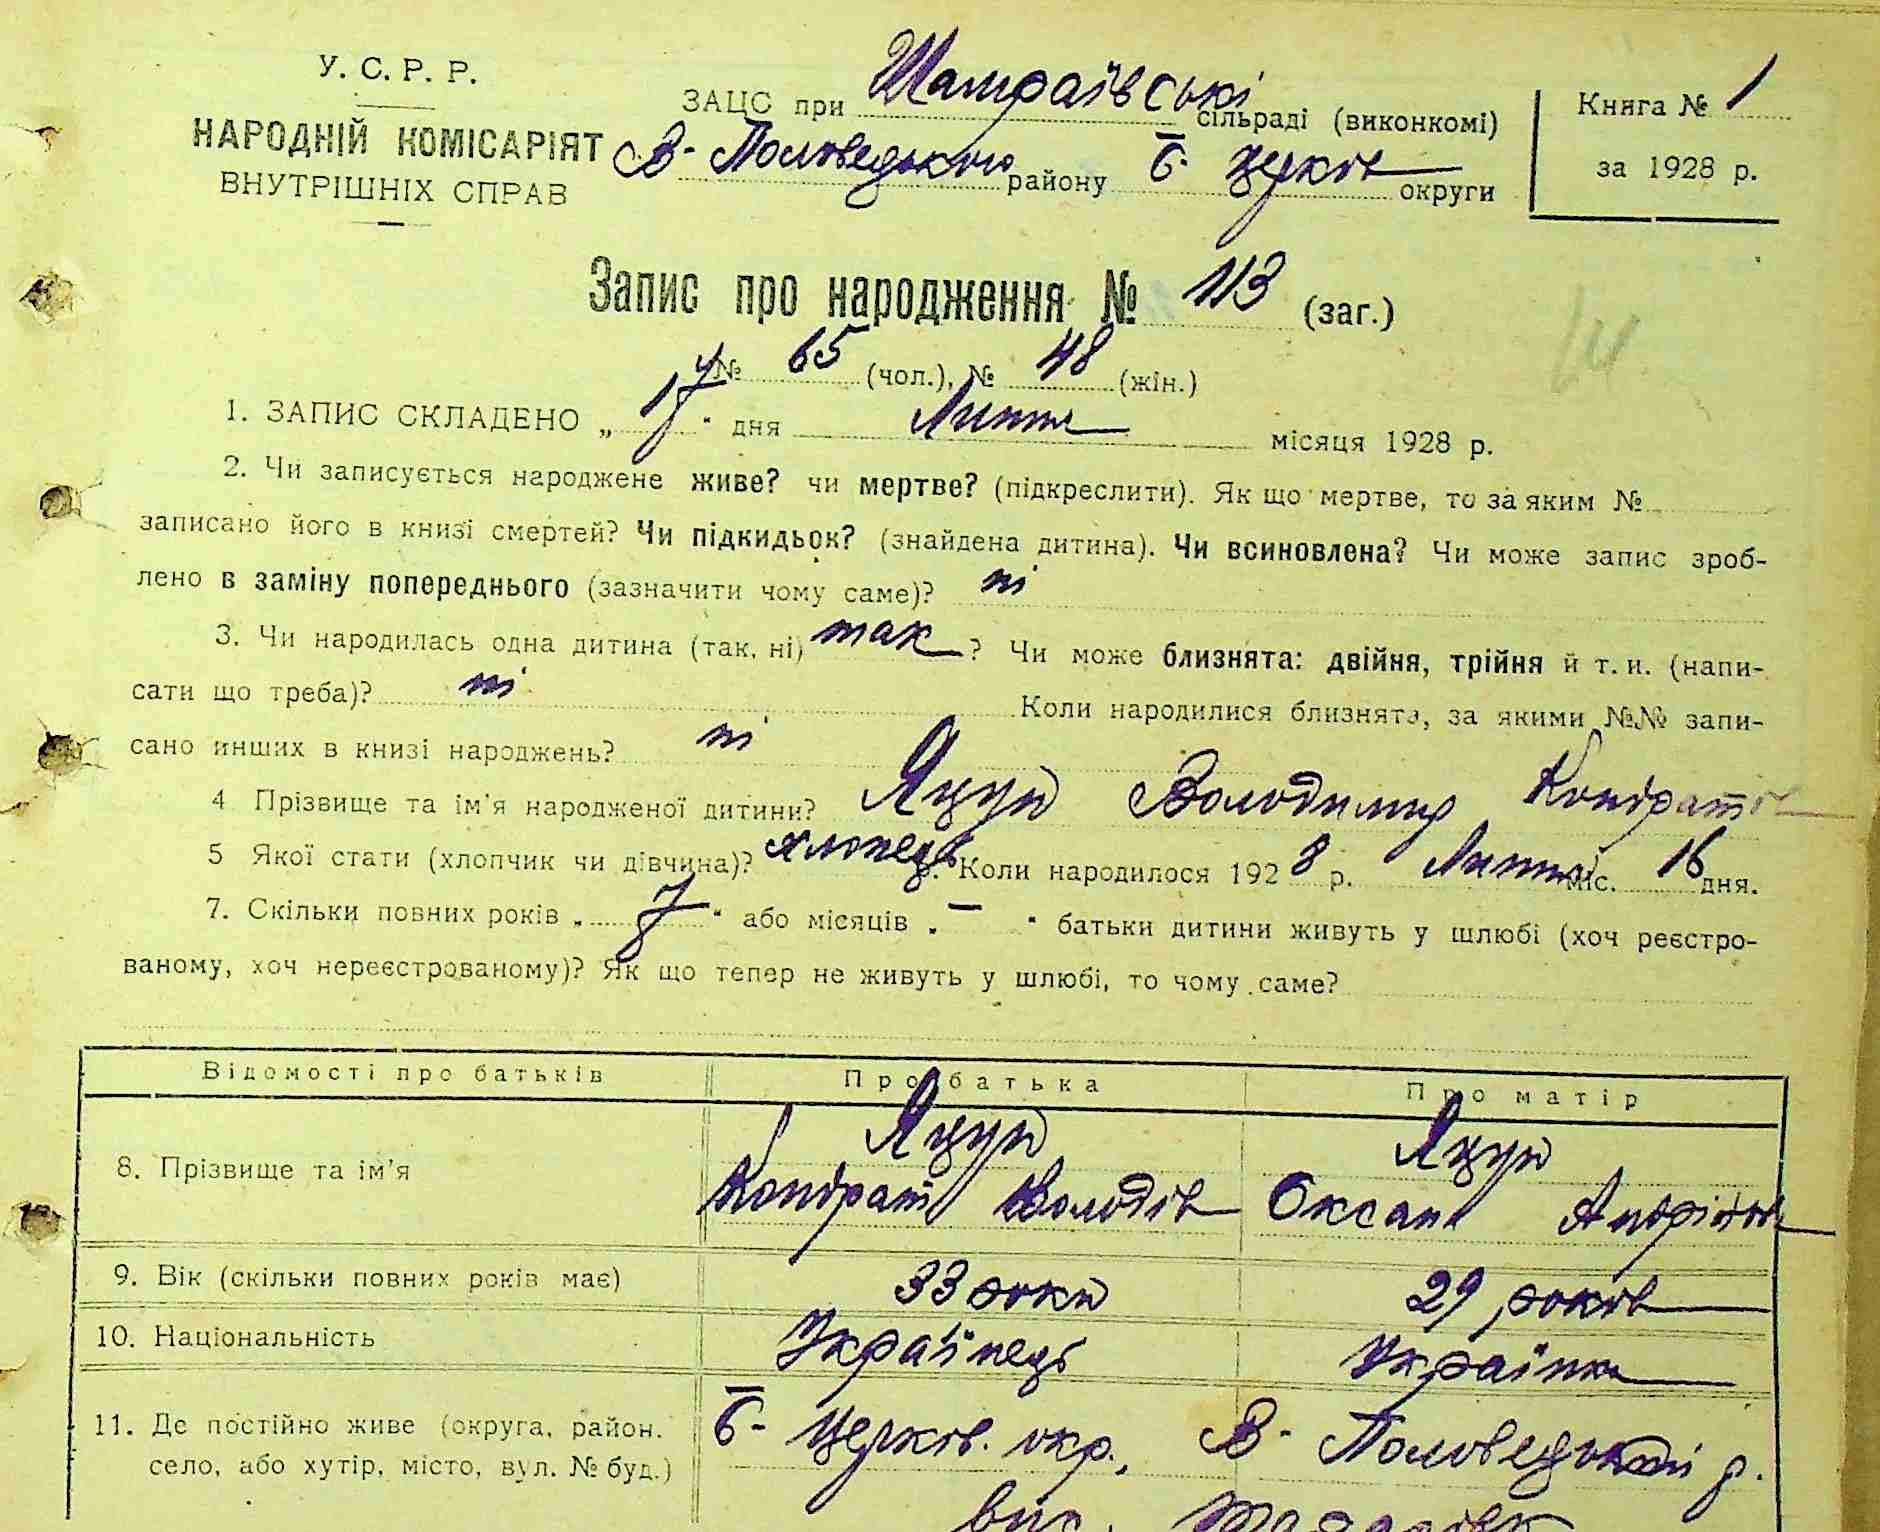 У. С. Р. Р.
НАРОДНІЙ КОМІСАРІЯТ
ВНУТРІШНІХ СПРАВ
ЗАЦС при Шамраївські сільраді (виконкомі)
В- Половецького району Б- Церков округи
Книга № 1
за 1928 р.
Запис про народження № 113 (заг.)
№ 65 (чол.), № 48 (жін.)
1. ЗАПИС СКЛАДЕНО „ 17 " дня Липня місяця 1928 р.
2. Чи записується народжене живе? чи мертве? (підкреслити). Як що мертве, то за яким №
записано його в книзі смертей? Чи підкидьок? (знайдена дитина). Чи всиновлена? Чи може запис зроб-
лено в заміну попереднього (зазначити чому саме)? ні
3. Чи народилась одна дитина (так, ні) так ? Чи може близнята: двійня, трійня й т. и. (напи-
сати що треба)? ні Коли народилися близнята, за якими №№ запи-
сано инших в книзі народжень? ні
4 Прізвище та ім'я народженої дитини? Яцун Володимир Кондратів
5 Якої стати (хлопчик чи дівчина)? хлопець. Коли народилося 1928 р. Липня міс. 16 дня.
7. Скільки повних років „ 7 " або місяців „ — " батьки дитини живуть у шлюбі (хоч реєстро-
ваному, хоч нереєстрованому)? Як що тепер не живуть у шлюбі, то чому саме?
Відомості про батьків Про батька Про матір
8. Прізвище та ім'я
Яцун
Кондрат Володів
Яцун
Оксана
9. Вік (скільки повних років має) 33 роки 29 років
10. Національність Українець Українка
11. Де постійно живе (округа, район.
село, або хутір, місто, вул. № буд.)
Б- Церков. окр., В- Половецький р.